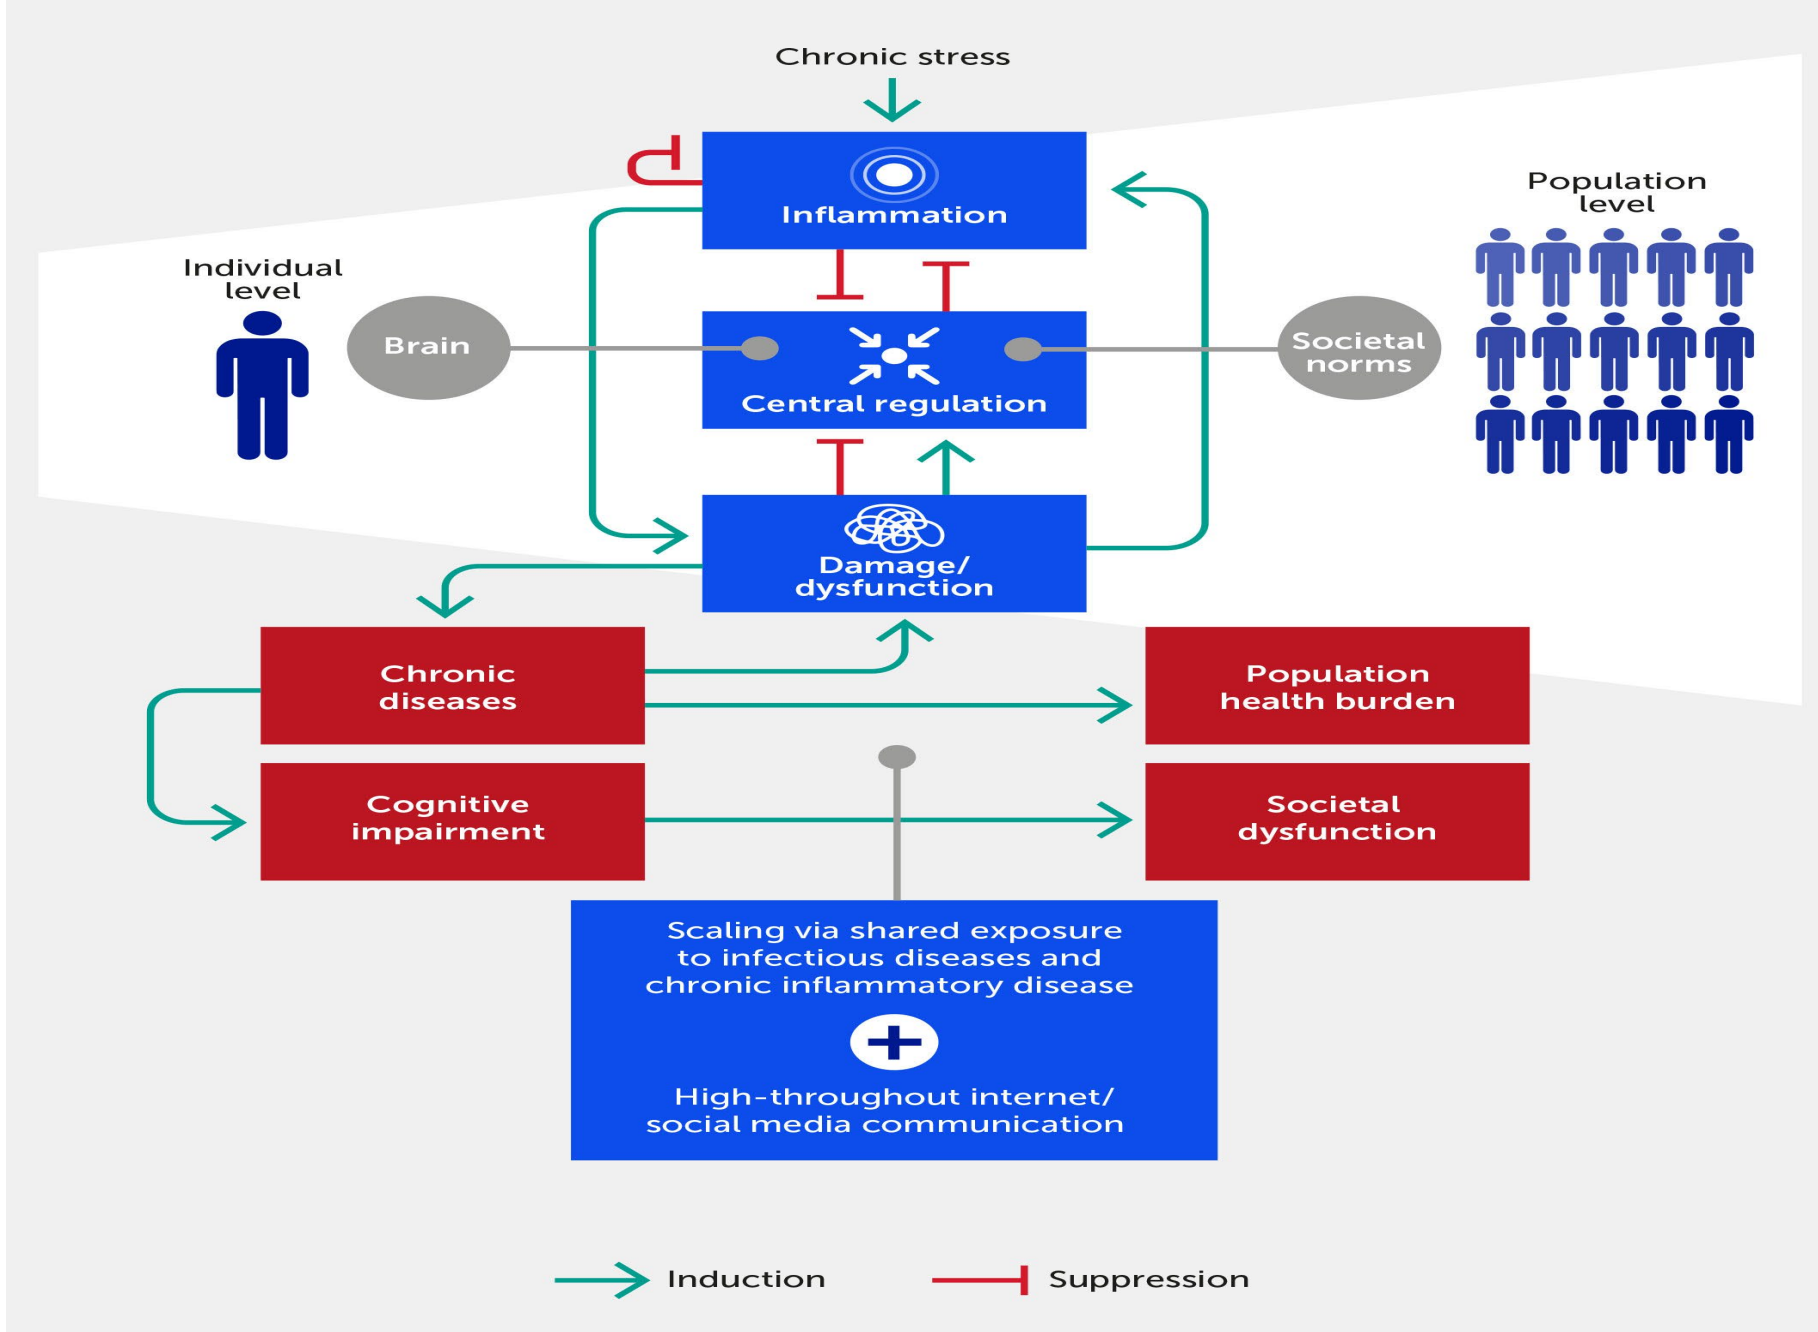 Chronic stress
Inflammation
Population
level
Individual
level
Brain
Societal
norms
Central regulation
Damage/
dysfunction
Chronic
diseases
Population
health burden
Cognitive
impairment
Societal
dysfunction
Scaling via shared exposure
to infectious diseases and
chronic inflammatory disease
High-throughout internet/
social media communication
Induction
Suppression